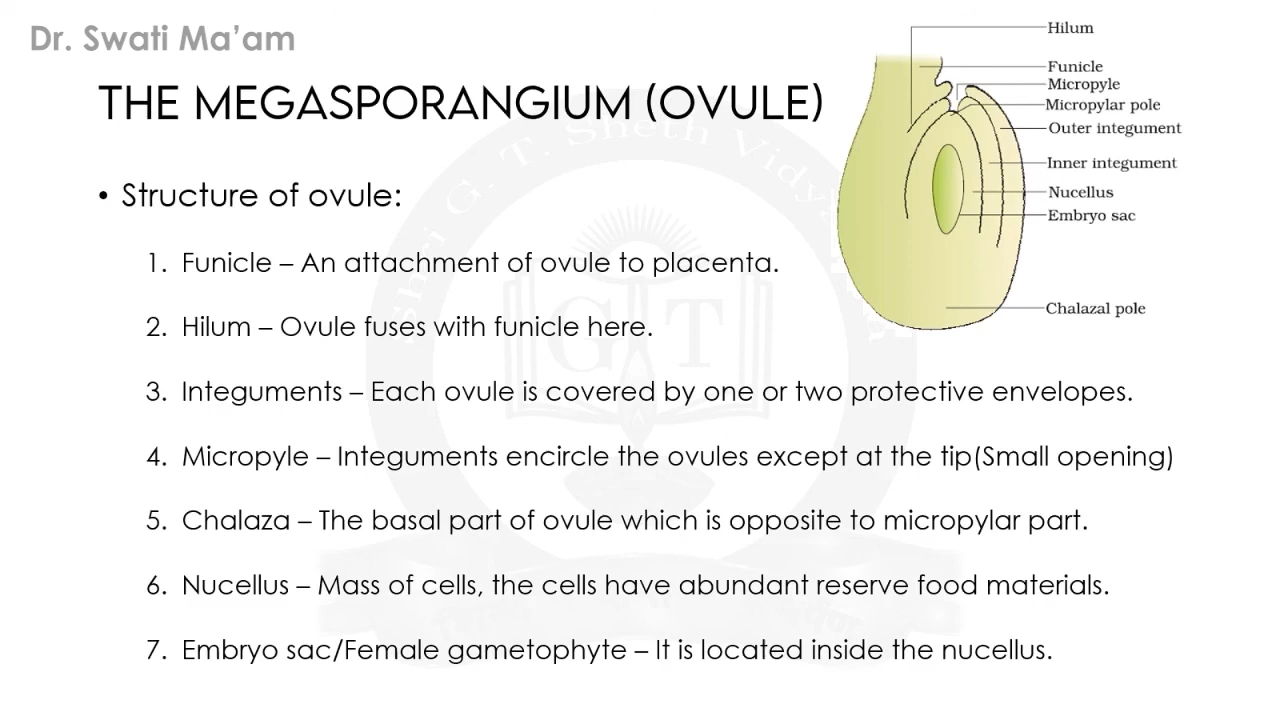 Dr. Swati Ma’am
THE MEGASPORANGIUM (OVULE)
• Structure of ovule:
1. Funicle – An attachment of ovule to placenta.
2. Hilum – Ovule fuses with funicle here.
3. Integuments – Each ovule is covered by one or two protective envelopes.
4. Micropyle – Integuments encircle the ovules except at the tip(Small opening)
5. Chalaza – The basal part of ovule which is opposite to micropylar part.
6. Nucellus – Mass of cells, the cells have abundant reserve food materials.
7. Embryo sac/Female gametophyte – It is located inside the nucellus.
Hilum
Funicle
Micropyle
Micropylar pole
Outer integument
Inner integument
Nucellus
Embryo sac
Chalazal pole
Shri G. T. Sheth
G T